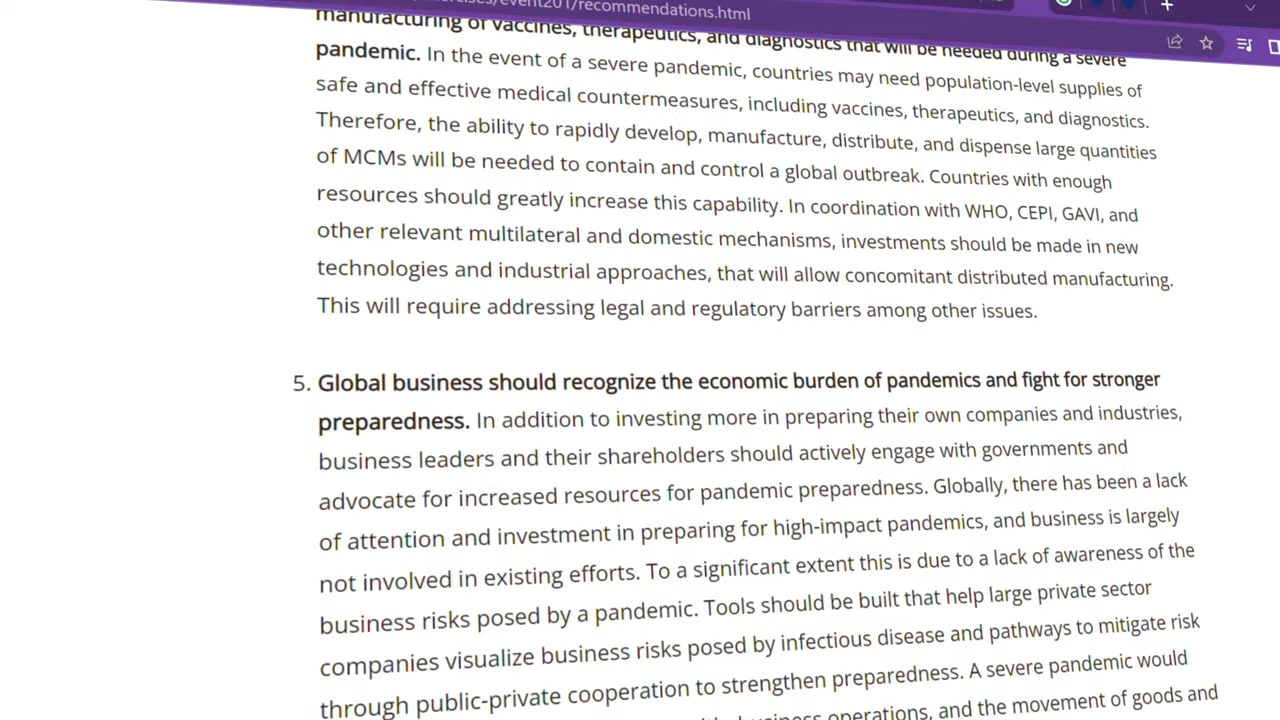 event201/recommendations.html
manufacturing of vaccines, therapeutics, and diagnostics that will be needed during a severe
pandemic. In the event of a severe pandemic, countries may need population-level supplies of
safe and effective medical countermeasures, including vaccines, therapeutics, and diagnostics.
Therefore, the ability to rapidly develop, manufacture, distribute, and dispense large quantities
of MCMs will be needed to contain and control a global outbreak. Countries with enough
resources should greatly increase this capability. In coordination with WHO, CEPI, GAVI, and
other relevant multilateral and domestic mechanisms, investments should be made in new
technologies and industrial approaches, that will allow concomitant distributed manufacturing.
This will require addressing legal and regulatory barriers among other issues.
5. Global business should recognize the economic burden of pandemics and fight for stronger
preparedness. In addition to investing more in preparing their own companies and industries,
business leaders and their shareholders should actively engage with governments and
advocate for increased resources for pandemic preparedness. Globally, there has been a lack
of attention and investment in preparing for high-impact pandemics, and business is largely
not involved in existing efforts. To a significant extent this is due to a lack of awareness of the
business risks posed by a pandemic. Tools should be built that help large private sector
companies visualize business risks posed by infectious disease and pathways to mitigate risk
through public-private cooperation to strengthen preparedness. A severe pandemic would
business operations, and the movement of goods and